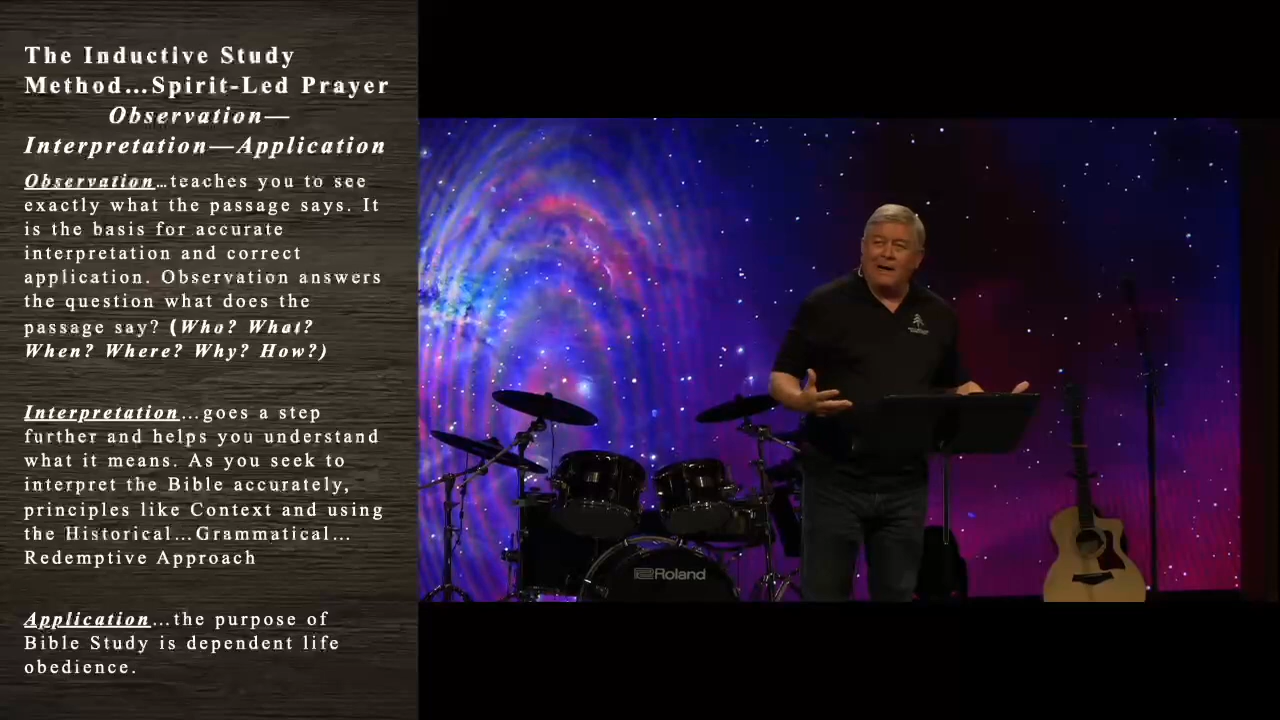 The Inductive Study
Method...Spirit-Led Prayer
Observation—
Interpretation—Application
Observation...teaches you to see
exactly what the passage says. It
is the basis for accurate
interpretation and correct
application. Observation answers
the question what does the
passage say? (Who? What?
When? Where? Why? How?)
Interpretation...goes a step
further and helps you understand
what it means. As you seek to
interpret the Bible accurately,
principles like Context and using
the Historical...Grammatical...
Redemptive Approach
Application...the purpose of
Bible Study is dependent life
obedience.
Roland